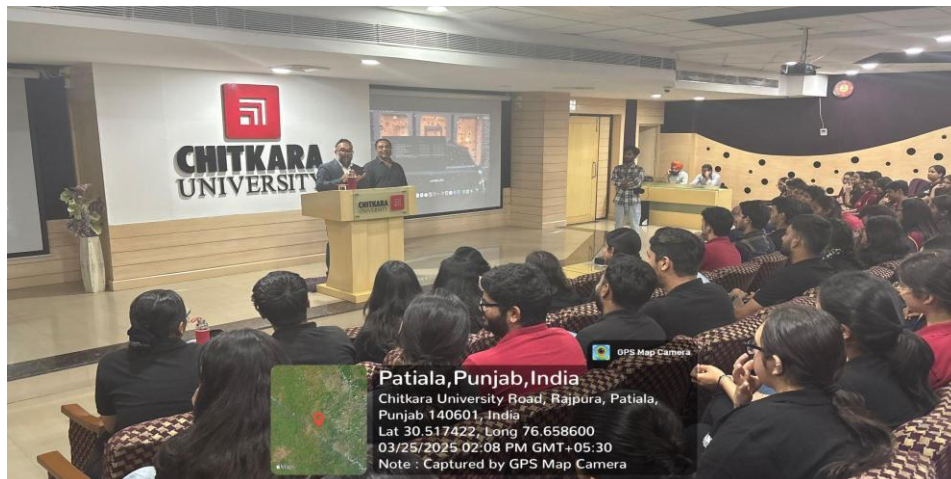 CHITKARA
UNIVERSITY
CHITKARA
UNIVERSITY
GPS Map Camera
Patiala,Punjab,India
Chitkara University Road, Rajpura, Patiala,
Punjab 140601, India
Lat 30.517422, Long 76.658600
03/25/2025 02:08 PM GMT+05:30
Note : Captured by GPS Map Camera
Maps